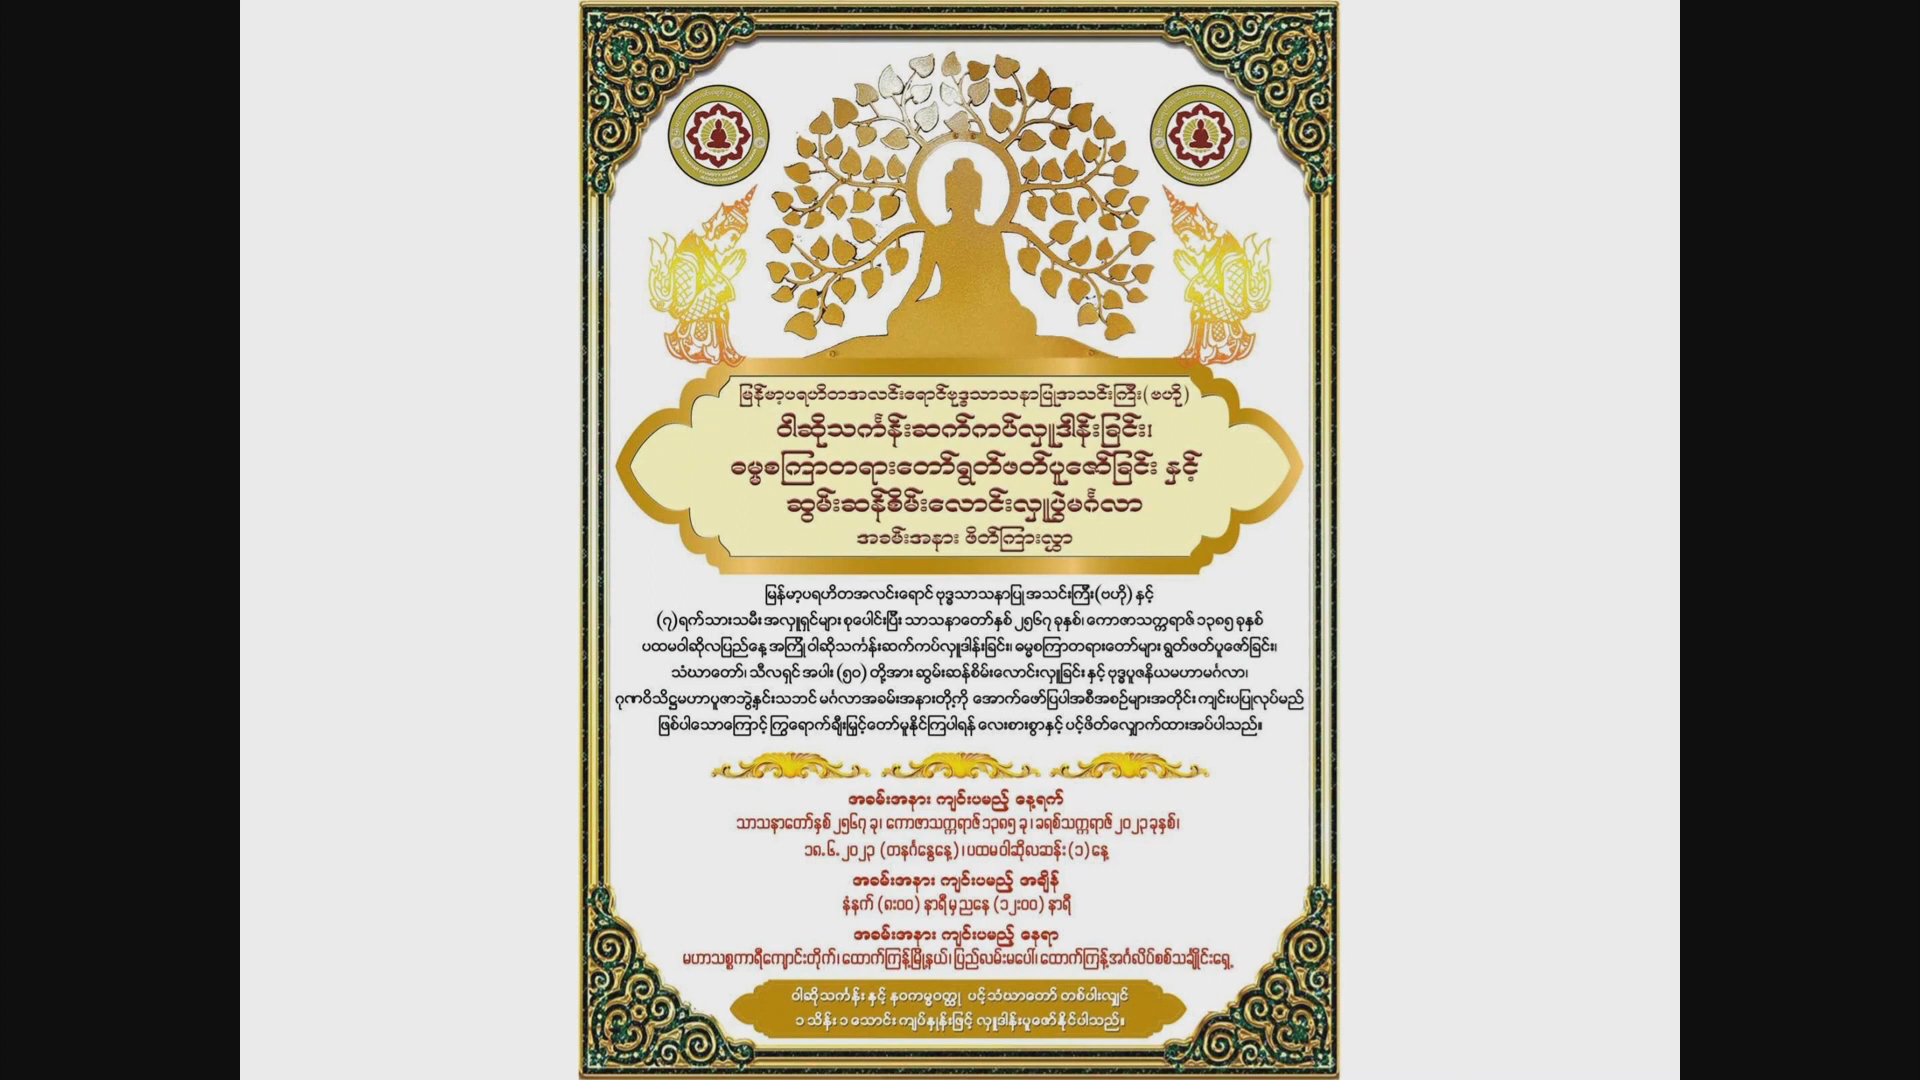 မြန်မာ့ပရဟိတအလင်းရောင်ဗုဒ္ဓသာသနာပြုအသင်းကြီး(ဗဟို)
ဝါဆိုသင်္ကန်းဆက်ကပ်လှူဒါန်းခြင်း၊
ဓမ္မစကြာတရားတော်ရွတ်ဖတ်ပူဇော်ခြင်း နှင့်
ဆွမ်းဆန်စိမ်းလောင်းလှူပွဲမင်္ဂလာ
အခမ်းအနား ဖိတ်ကြားလွှာ
မြန်မာ့ပရဟိတအလင်းရောင် ဗုဒ္ဓသာသနာပြု အသင်းကြီး(ဗဟို) နှင့်
(၇)ရက်သားသမီး အလှူရှင်များ စုပေါင်းပြီး သာသနာတော်နှစ် ၂၅၆၇ ခုနှစ်၊ ကောဇာသက္ကရာဇ် ၁၃၈၅ ခုနှစ်
ပထမဝါဆိုလပြည်နေ့ အကြို ဝါဆိုသင်္ကန်းဆက်ကပ်လှူဒါန်းခြင်း၊ ဓမ္မစကြာတရားတော်များ ရွတ်ဖတ်ပူဇော်ခြင်း၊
သံဃာတော်၊ သီလရှင် အပါး (၅၀) တို့အား ဆွမ်းဆန်စိမ်းလောင်းလှူခြင်း နှင့် ဗုဒ္ဓပူဇနိယမဟာမင်္ဂလာ၊
ဂုဏဝိသိဋ္ဌမဟာပူဇာဘွဲ့နှင်းသဘင် မင်္ဂလာအခမ်းအနားတို့ကို အောက်ဖော်ပြပါအစီအစဉ်များအတိုင်း ကျင်းပပြုလုပ်မည်
ဖြစ်ပါသောကြောင့် ကြွရောက်ချီးမြှင့်တော်မူနိုင်ကြပါရန် လေးစားစွာနှင့် ပင့်ဖိတ်လျှောက်ထားအပ်ပါသည်။
အခမ်းအနား ကျင်းပမည့် နေ့ရက်
သာသနာတော်နှစ် ၂၅၆၇ ခု၊ ကောဇာသက္ကရာဇ် ၁၃၈၅ ခု ၊ ခရစ်သက္ကရာဇ် ၂၀၂၃ ခုနှစ်၊
၁၈.၆.၂၀၂၃ (တနင်္ဂနွေနေ့) ၊ ပထမဝါဆိုလဆန်း (၁) နေ့
အခမ်းအနား ကျင်းပမည့် အချိန်
နံနက် (၈:၀၀) နာရီမှ ညနေ (၁၂:၀၀) နာရီ
အခမ်းအနား ကျင်းပမည့် နေရာ
မဟာသစ္စကာရီကျောင်းတိုက်၊ ထောက်ကြန့်မြို့နယ်၊ ပြည်လမ်းမပေါ်၊ ထောက်ကြန့်အင်္ဂလိပ်စစ်သင်္ချိုင်းရှေ့
ဝါဆိုသင်္ကန်း နှင့် နဝကမ္မဝတ္ထု ပင့်သံဃာတော် တစ်ပါးလျှင်
၁ သိန်း ၁ သောင်း ကျပ်နှုန်းဖြင့် လှူဒါန်းပူဇော်နိုင်ပါသည်။